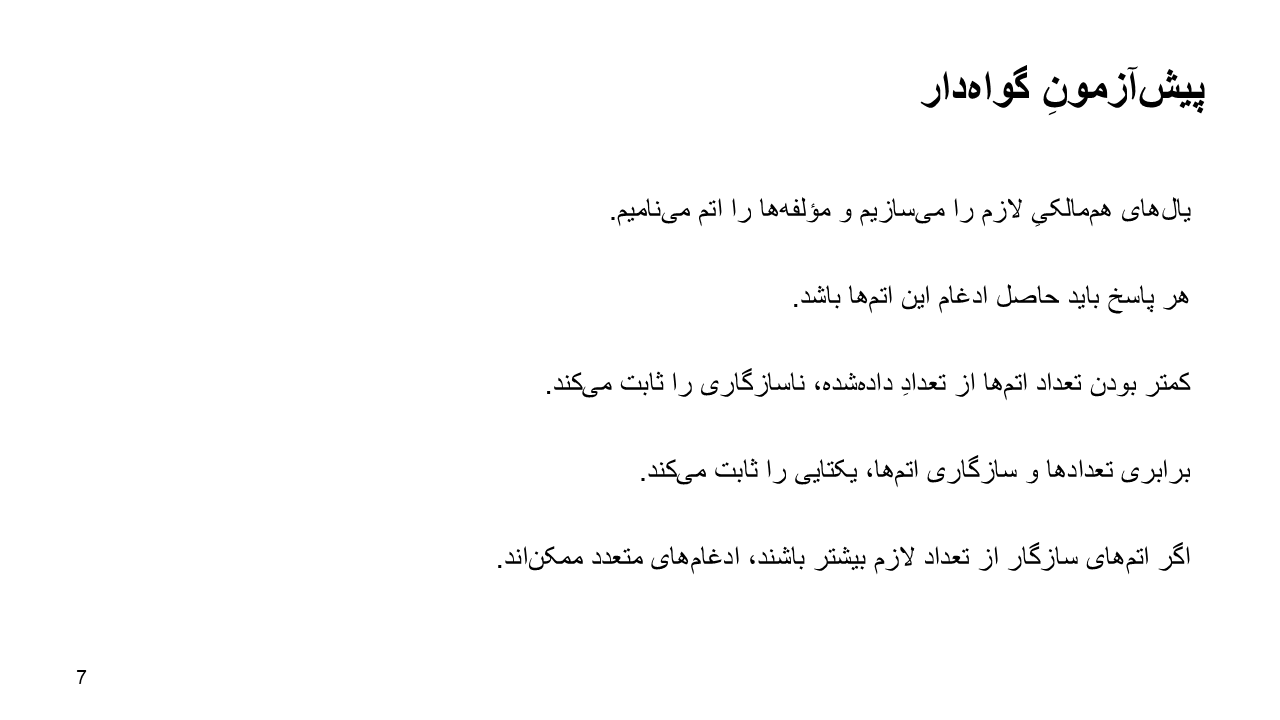 پیش‌آزمونِ گواه‌دار
یال‌های هم‌مالکیِ لازم را می‌سازیم و مؤلفه‌ها را اتم می‌نامیم.
هر پاسخ باید حاصل ادغام این اتم‌ها باشد.
کمتر بودن تعداد اتم‌ها از تعدادِ داده‌شده، ناسازگاری را ثابت می‌کند.
برابری تعدادها و سازگاری اتم‌ها، یکتایی را ثابت می‌کند.
اگر اتم‌های سازگار از تعداد لازم بیشتر باشند، ادغام‌های متعدد ممکن‌اند.
7